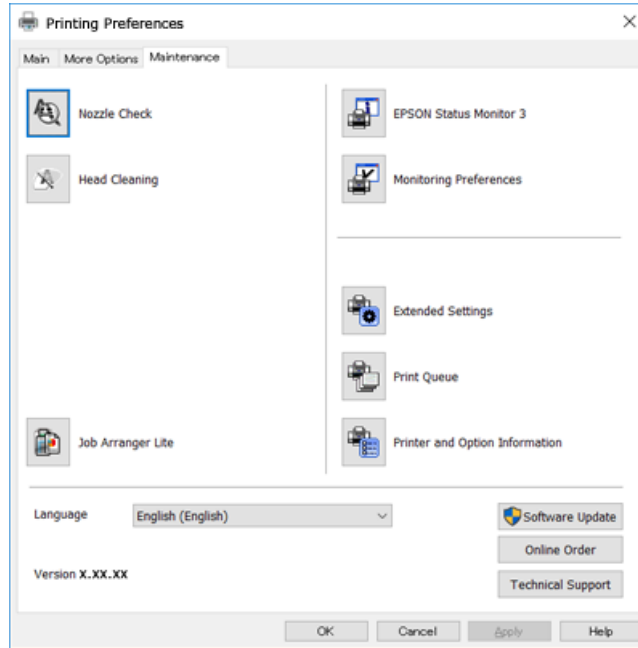 Printing Preferences
Main More Options Maintenance
Nozzle Check
Head Cleaning
Job Arranger Lite
EPSON Status Monitor 3
Monitoring Preferences
Extended Settings
Print Queue
Printer and Option Information
Language English (English)
Version X.XX.XX
Software Update
Online Order
Technical Support
OK Cancel Apply Help